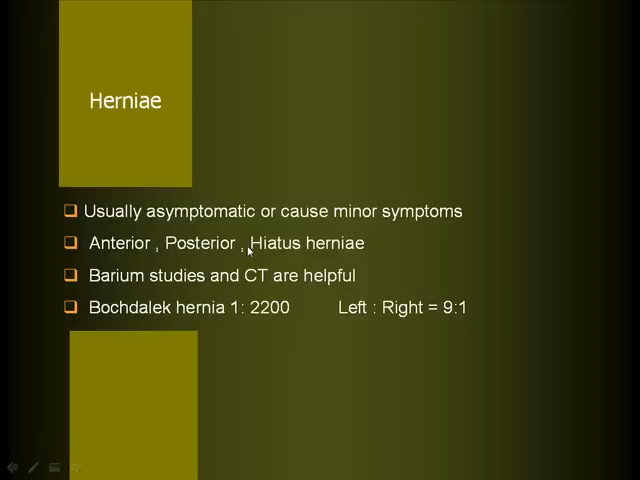 Herniae
Usually asymptomatic or cause minor symptoms
Anterior , Posterior , Hiatus herniae
Barium studies and CT are helpful
Bochdalek hernia 1: 2200 Left : Right = 9:1